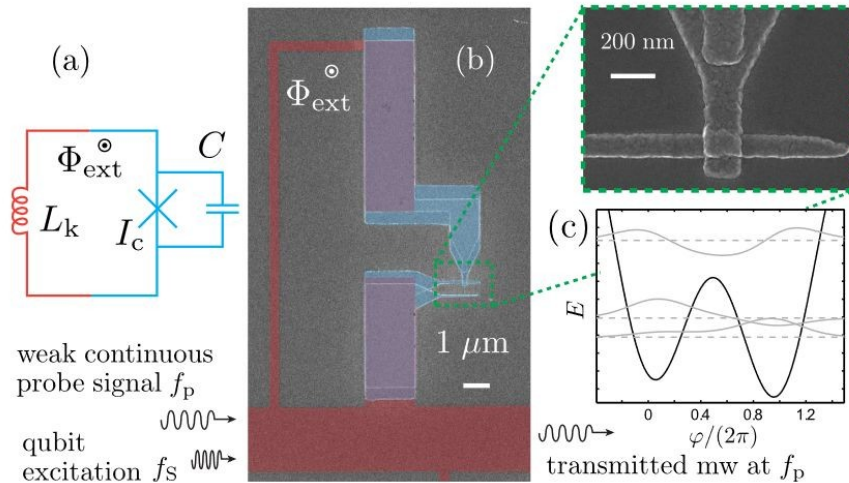 (a)
Φext
C
Lk
Ic
weak continuous
probe signal fp
qubit
excitation fS
Φext
(b)
1 μm
200 nm
(c)
E
0
0.4
0.8
1.2
φ/(2π)
transmitted mw at fp